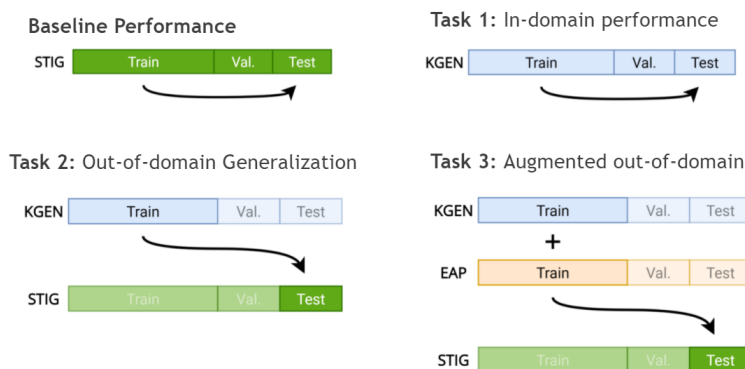 Baseline Performance
STIG Train Val. Test
Task 1: In-domain performance
KGEN Train Val. Test
Task 2: Out-of-domain Generalization
KGEN Train Val. Test
STIG Train Val. Test
Task 3: Augmented out-of-domain
KGEN Train Val. Test
+
EAP Train Val. Test
STIG Train Val. Test